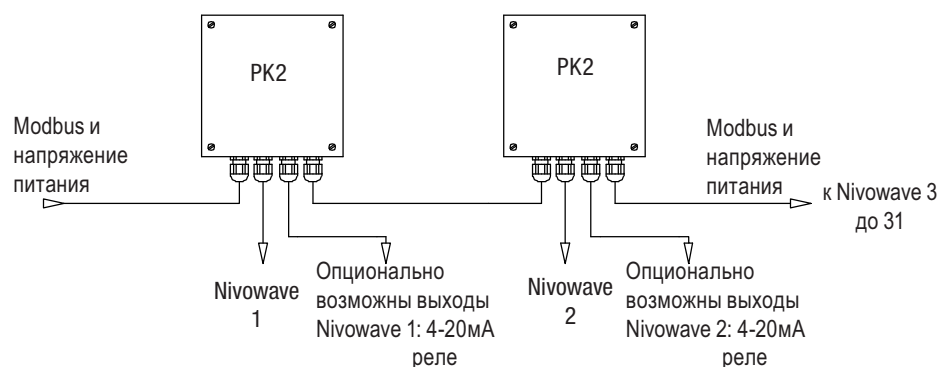 PK2
PK2
Modbus и
напряжение
питания
Modbus и
напряжение
питания
к Nivowave 3
до 31
Nivowave
1
Опционально
возможны выходы
Nivowave 1: 4-20мА
реле
Nivowave
2
Опционально
возможны выходы
Nivowave 2: 4-20мА
реле